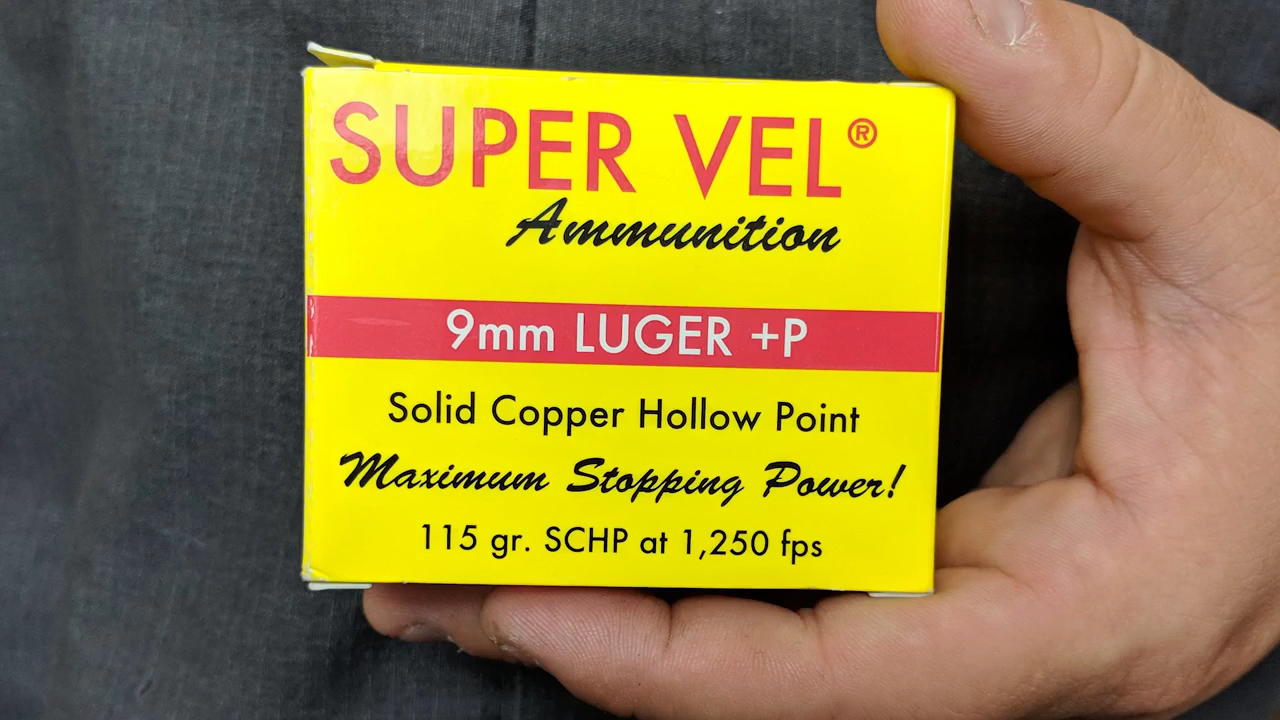 SUPER VEL®
Ammunition
9mm LUGER +P
Solid Copper Hollow Point
Maximum Stopping Power!
115 gr. SCHP at 1,250 fps